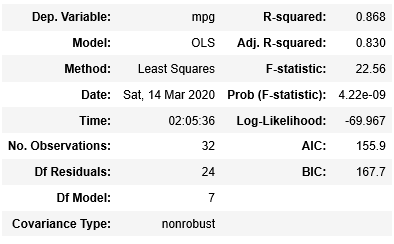 Dep. Variable: mpg R-squared: 0.868
Model: OLS Adj. R-squared: 0.830
Method: Least Squares F-statistic: 22.56
Date: Sat, 14 Mar 2020 Prob (F-statistic): 4.22e-09
Time: 02:05:36 Log-Likelihood: -69.967
No. Observations: 32 AIC: 155.9
Df Residuals: 24 BIC: 167.7
Df Model: 7
Covariance Type: nonrobust